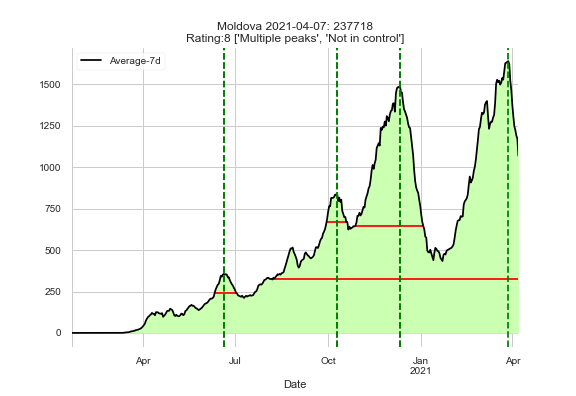 Moldova 2021-04-07: 237718
Rating:8 ['Multiple peaks', 'Not in control']
Average-7d
1500
1250
1000
750
500
250
0
Apr
Jul
Oct
Jan
2021
Apr
Date